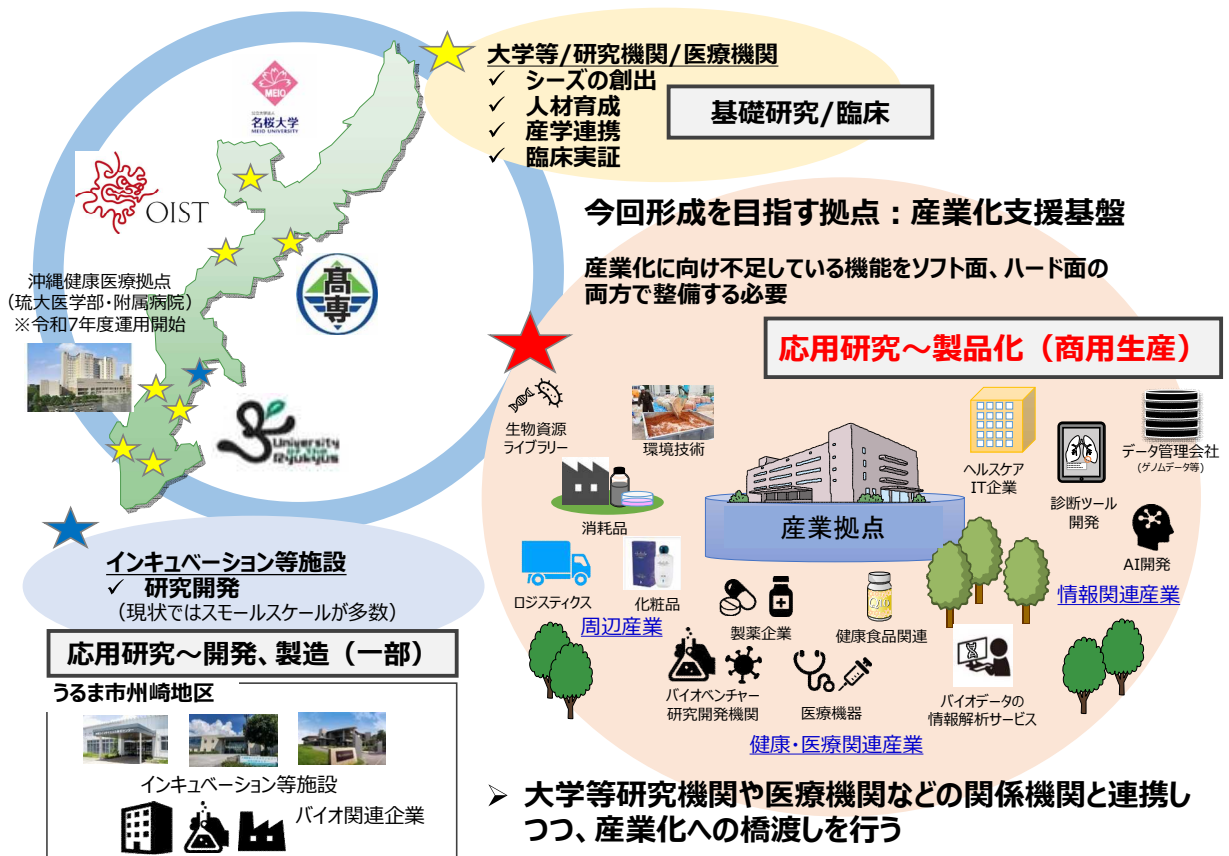 大学等/研究機関/医療機関
✓ シーズの創出
✓ 人材育成
✓ 産学連携
✓ 臨床実証
基礎研究/臨床
MEIO
公立大学法人
名桜大学
MEIO UNIVERSITY
OIST
高専
沖縄健康医療拠点
（琉大医学部・附属病院）
※令和7年度運用開始
University
of the
Ryukyus
今回形成を目指す拠点：産業化支援基盤
産業化に向け不足している機能をソフト面、ハード面の
両方で整備する必要
応用研究～製品化（商用生産）
生物資源
ライブラリー
環境技術
ヘルスケア
IT企業
診断ツール
開発
データ管理会社
（ゲノムデータ等）
消耗品
産業拠点
AI開発
情報関連産業
ロジスティクス
化粧品
周辺産業
製薬企業
健康食品関連
バイオベンチャー
研究開発機関
医療機器
バイオデータの
情報解析サービス
健康・医療関連産業
➢ 大学等研究機関や医療機関などの関係機関と連携し
つつ、産業化への橋渡しを行う
インキュベーション等施設
✓ 研究開発
（現状ではスモールスケールが多数）
応用研究～開発、製造（一部）
うるま市州崎地区
インキュベーション等施設
バイオ関連企業